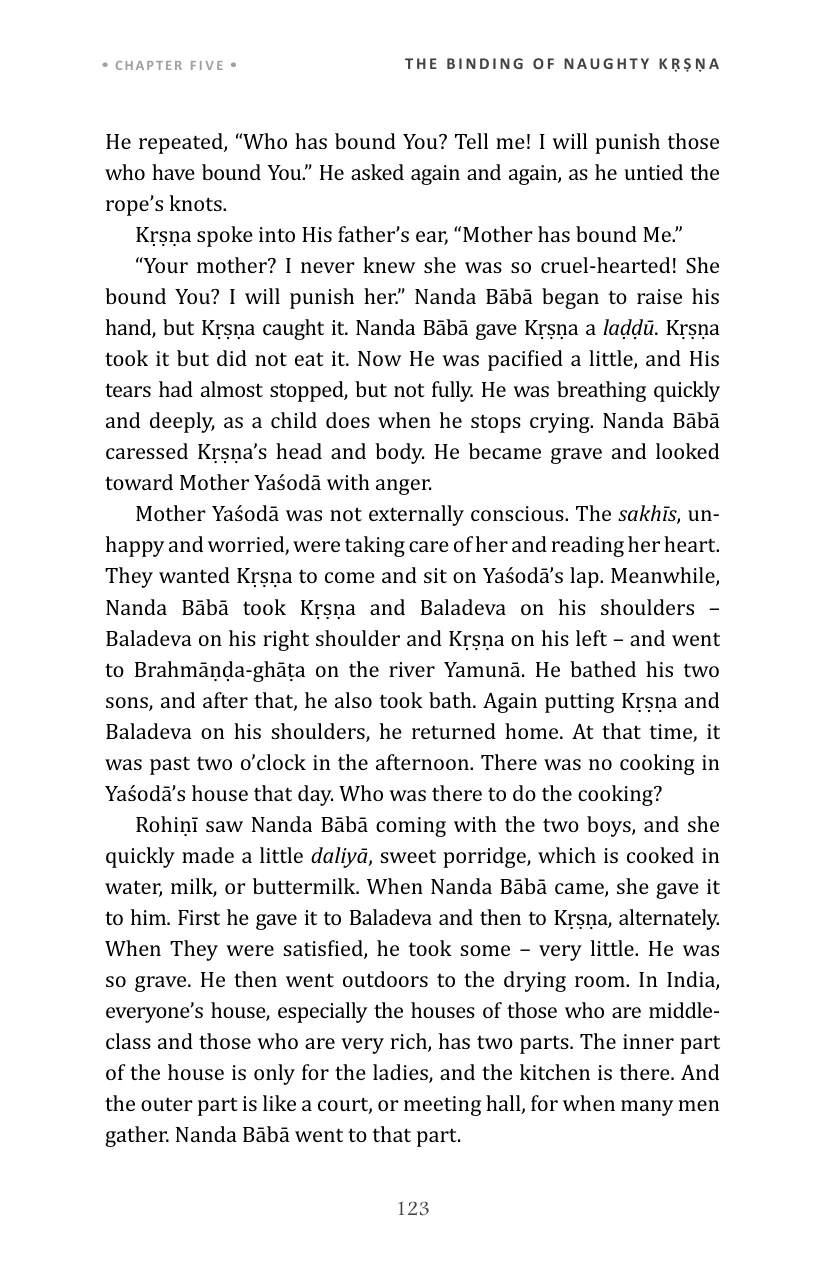 • CHAPTER FIVE •
THE BINDING OF NAUGHTY KṚṢṆA
He repeated, “Who has bound You? Tell me! I will punish those
who have bound You.” He asked again and again, as he untied the
rope’s knots.
Kṛṣṇa spoke into His father’s ear, “Mother has bound Me.”
“Your mother? I never knew she was so cruel-hearted! She
bound You? I will punish her.” Nanda Bābā began to raise his
hand, but Kṛṣṇa caught it. Nanda Bābā gave Kṛṣṇa a laḍḍū. Kṛṣṇa
took it but did not eat it. Now He was pacified a little, and His
tears had almost stopped, but not fully. He was breathing quickly
and deeply, as a child does when he stops crying. Nanda Bābā
caressed Kṛṣṇa’s head and body. He became grave and looked
toward Mother Yaśodā with anger.
Mother Yaśodā was not externally conscious. The sakhīs, un-
happy and worried, were taking care of her and reading her heart.
They wanted Kṛṣṇa to come and sit on Yaśodā’s lap. Meanwhile,
Nanda Bābā took Kṛṣṇa and Baladeva on his shoulders –
Baladeva on his right shoulder and Kṛṣṇa on his left – and went
to Brahmāṇḍa-ghāṭa on the river Yamunā. He bathed his two
sons, and after that, he also took bath. Again putting Kṛṣṇa and
Baladeva on his shoulders, he returned home. At that time, it
was past two o’clock in the afternoon. There was no cooking in
Yaśodā’s house that day. Who was there to do the cooking?
Rohiṇī saw Nanda Bābā coming with the two boys, and she
quickly made a little daliyā, sweet porridge, which is cooked in
water, milk, or buttermilk. When Nanda Bābā came, she gave it
to him. First he gave it to Baladeva and then to Kṛṣṇa, alternately.
When They were satisfied, he took some – very little. He was
so grave. He then went outdoors to the drying room. In India,
everyone’s house, especially the houses of those who are middle-
class and those who are very rich, has two parts. The inner part
of the house is only for the ladies, and the kitchen is there. And
the outer part is like a court, or meeting hall, for when many men
gather. Nanda Bābā went to that part.
123